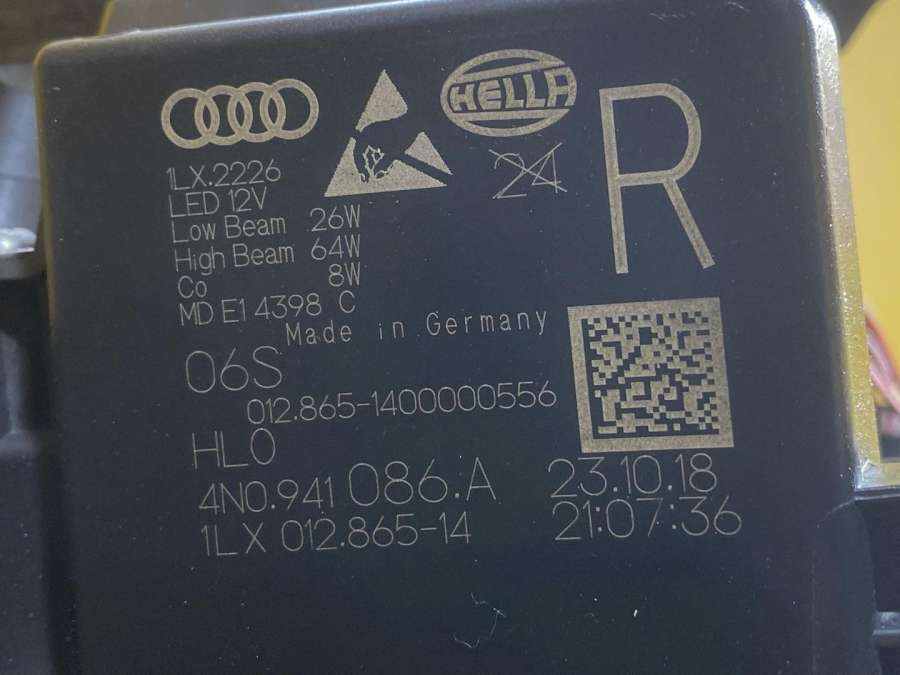 HELLA
24
R
1LX.2226
LED 12V
Low Beam 26W
High Beam 64W
Co 8W
MD E1 4398 C
Made in Germany
06S
012.865-1400000556
HL0
4N0.941 086.A
23.10.18
1LX 012.865-14
21:07:36